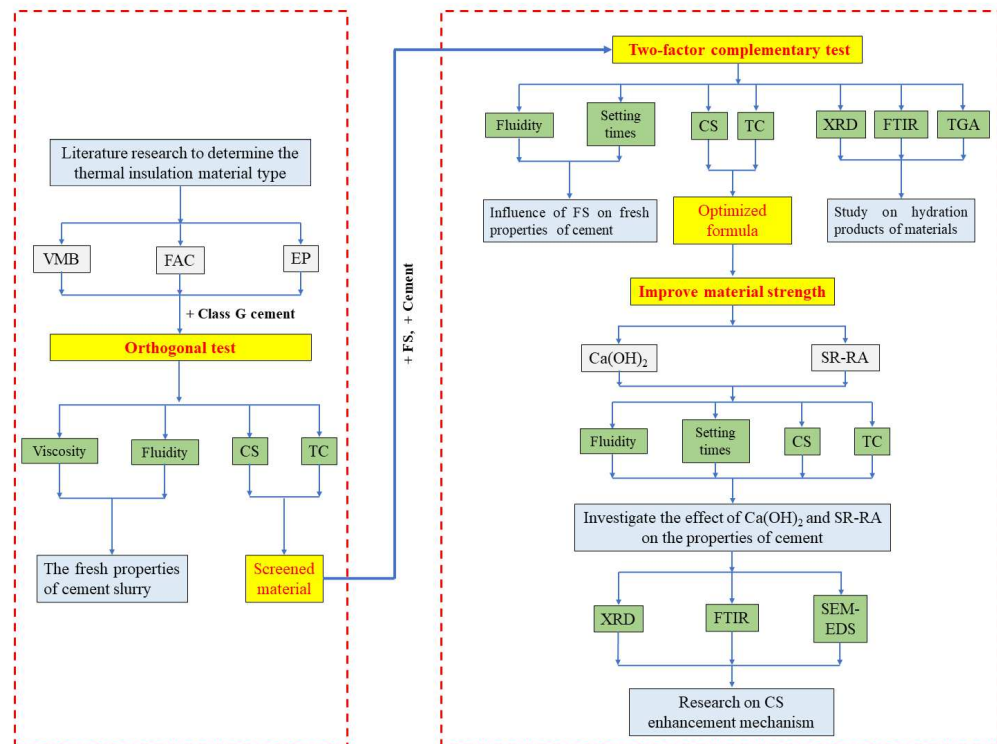 Literature research to determine the
thermal insulation material type
VMB
FAC
EP
+ Class G cement
Orthogonal test
Viscosity
Fluidity
CS
TC
The fresh properties
of cement slurry
Screened
material
+ FS, + Cement
Two-factor complementary test
Fluidity
Setting
times
CS
TC
XRD
FTIR
TGA
Influence of FS on fresh
properties of cement
Optimized
formula
Study on hydration
products of materials
Improve material strength
Ca(OH)₂
SR-RA
Fluidity
Setting
times
CS
TC
Investigate the effect of Ca(OH)₂ and SR-RA
on the properties of cement
XRD
FTIR
SEM-
EDS
Research on CS
enhancement mechanism